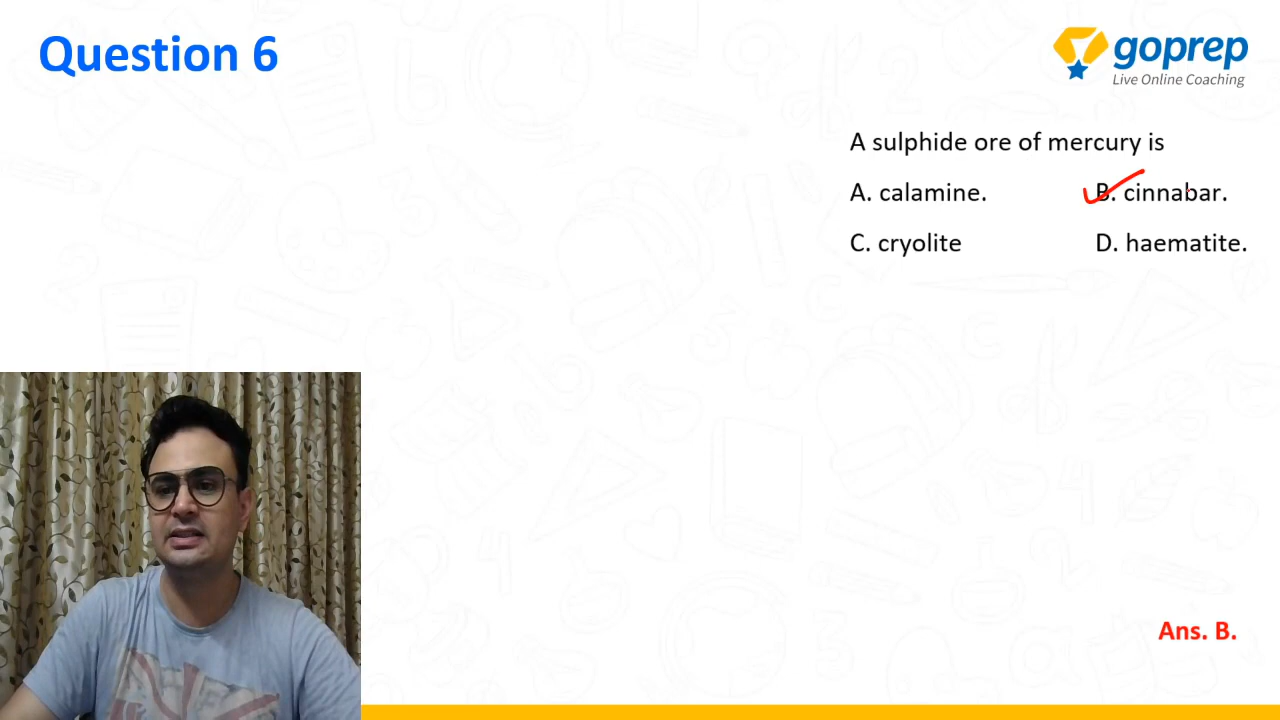 Question 6
goprep
Live Online Coaching
A sulphide ore of mercury is
A. calamine. B. cinnabar.
C. cryolite D. haematite.
Ans. B.